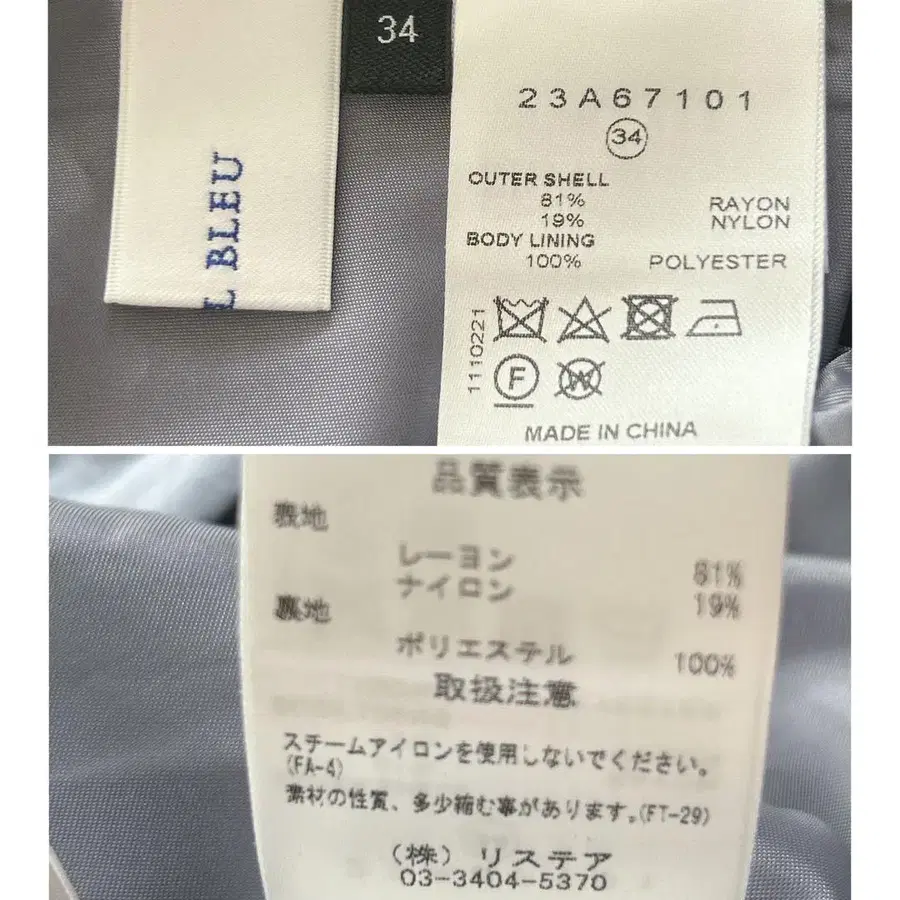 L BLEU
34
23A67101
34
OUTER SHELL
81% RAYON
19% NYLON
BODY LINING
100% POLYESTER
1110221
F
W
MADE IN CHINA
品質表示
表地
レーヨン 81%
ナイロン 19%
裏地
ポリエステル 100%
取扱注意
スチームアイロンを使用しないでください。
(FA-4)
素材の性質、多少縮む事があります。(FT-29)
(株) リステア
03-3404-5370